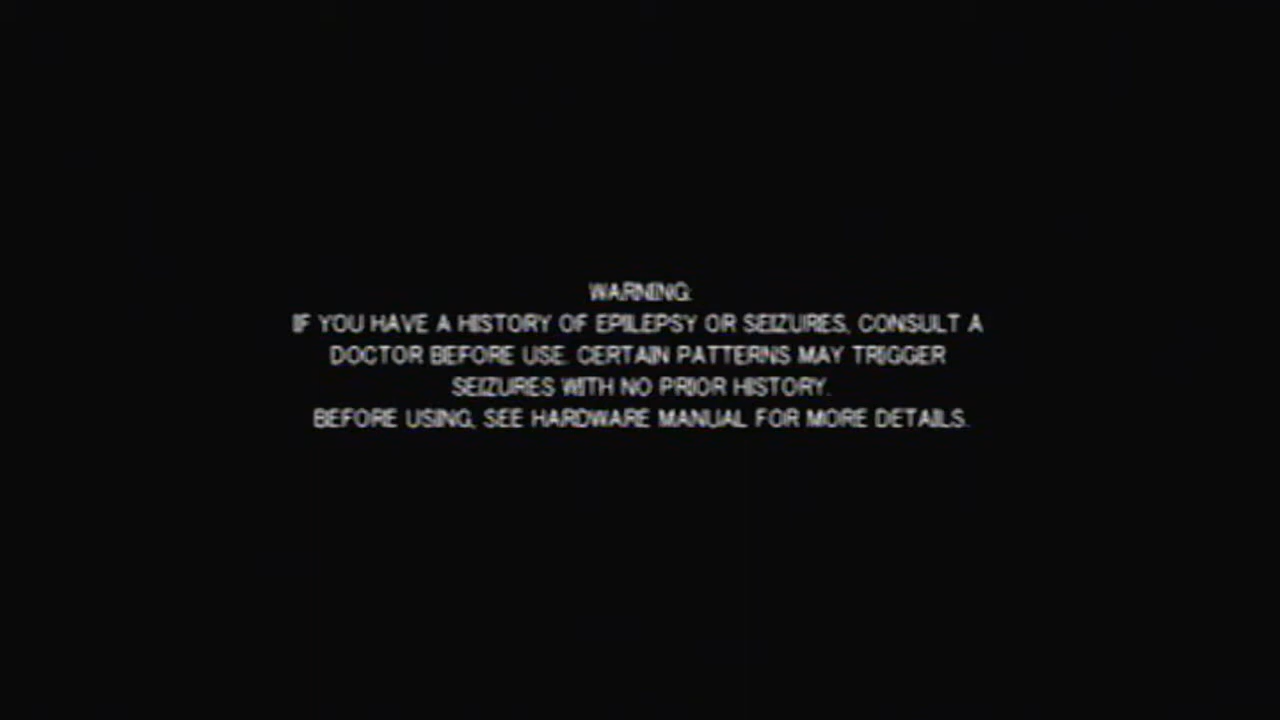 WARNING:
IF YOU HAVE A HISTORY OF EPILEPSY OR SEIZURES, CONSULT A
DOCTOR BEFORE USE. CERTAIN PATTERNS MAY TRIGGER
SEIZURES WITH NO PRIOR HISTORY.
BEFORE USING, SEE HARDWARE MANUAL FOR MORE DETAILS.